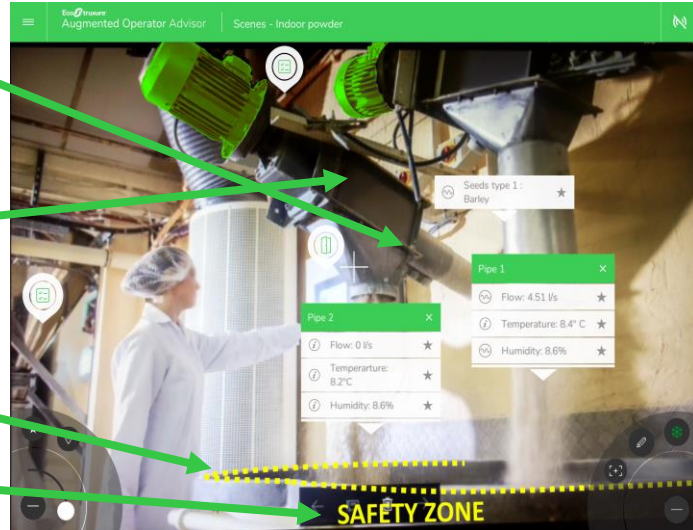 EcoStruxure
Augmented Operator Advisor
Scenes - Indoor powder
Seeds type 1 :
Barley
Pipe 1
Flow: 4.51 l/s
Temperature: 8.4° C
Humidity: 8.6%
Pipe 2
Flow: 0 l/s
Temperarture:
8.2°C
Humidity: 8.6%
SAFETY ZONE